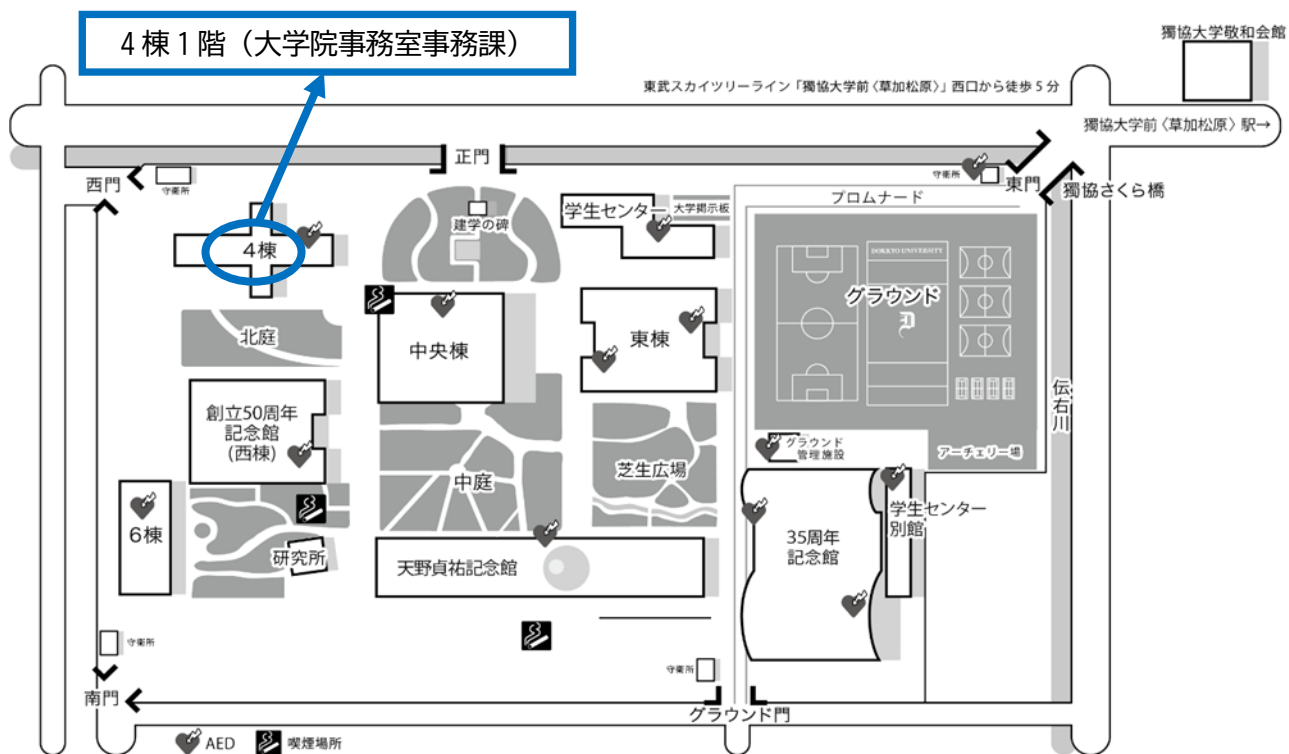 4棟1階（大学院事務室事務課）
獨協大学敬和会館
東武スカイツリーライン「獨協大学前〈草加松原〉」西口から徒歩5分
獨協大学前〈草加松原〉駅→
正門
西門
守衛所
守衛所
東門
獨協さくら橋
建学の碑
学生センター
大学掲示板
プロムナード
4棟
DOKKYO UNIVERSITY
グラウンド
D
北庭
中央棟
東棟
伝右川
創立50周年
記念館
(西棟)
中庭
芝生広場
グラウンド
管理施設
アーチェリー場
6棟
研究所
天野貞祐記念館
35周年
記念館
学生センター
別館
守衛所
守衛所
南門
グラウンド門
AED
喫煙場所